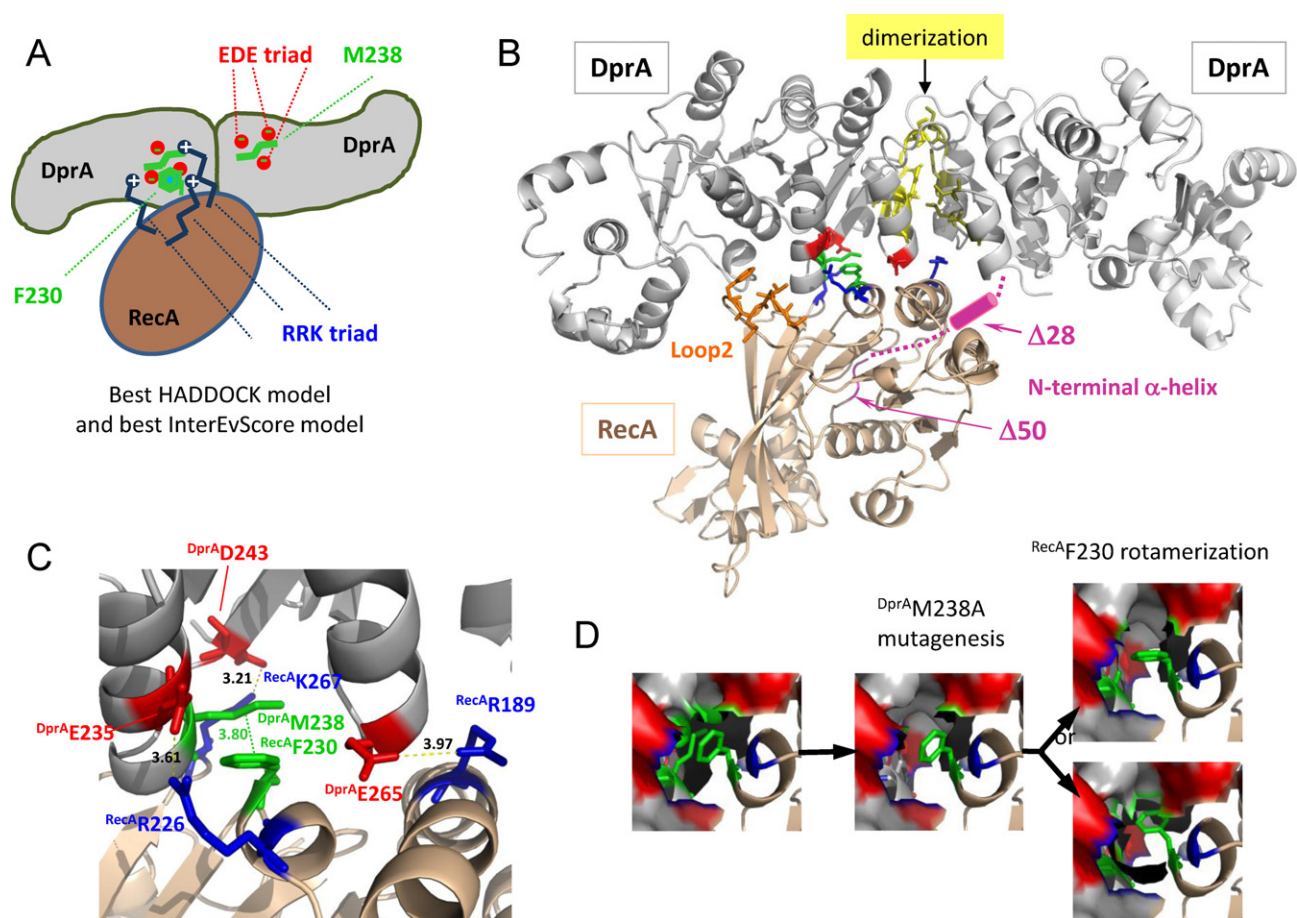 A
EDE triad
M238
DprA
DprA
F230
RecA
RRK triad
Best HADDOCK model
and best InterEvScore model
B
dimerization
DprA
DprA
Loop2
Δ28
N-terminal α-helix
RecA
Δ50
C
DprAD243
3.21
RecAK267
DprAM238
RecAR189
DprAE235
3.80
RecAF230
3.97
3.61
DprAE265
RecAR226
D
RecAF230 rotamerization
DprAM238A
mutagenesis
or